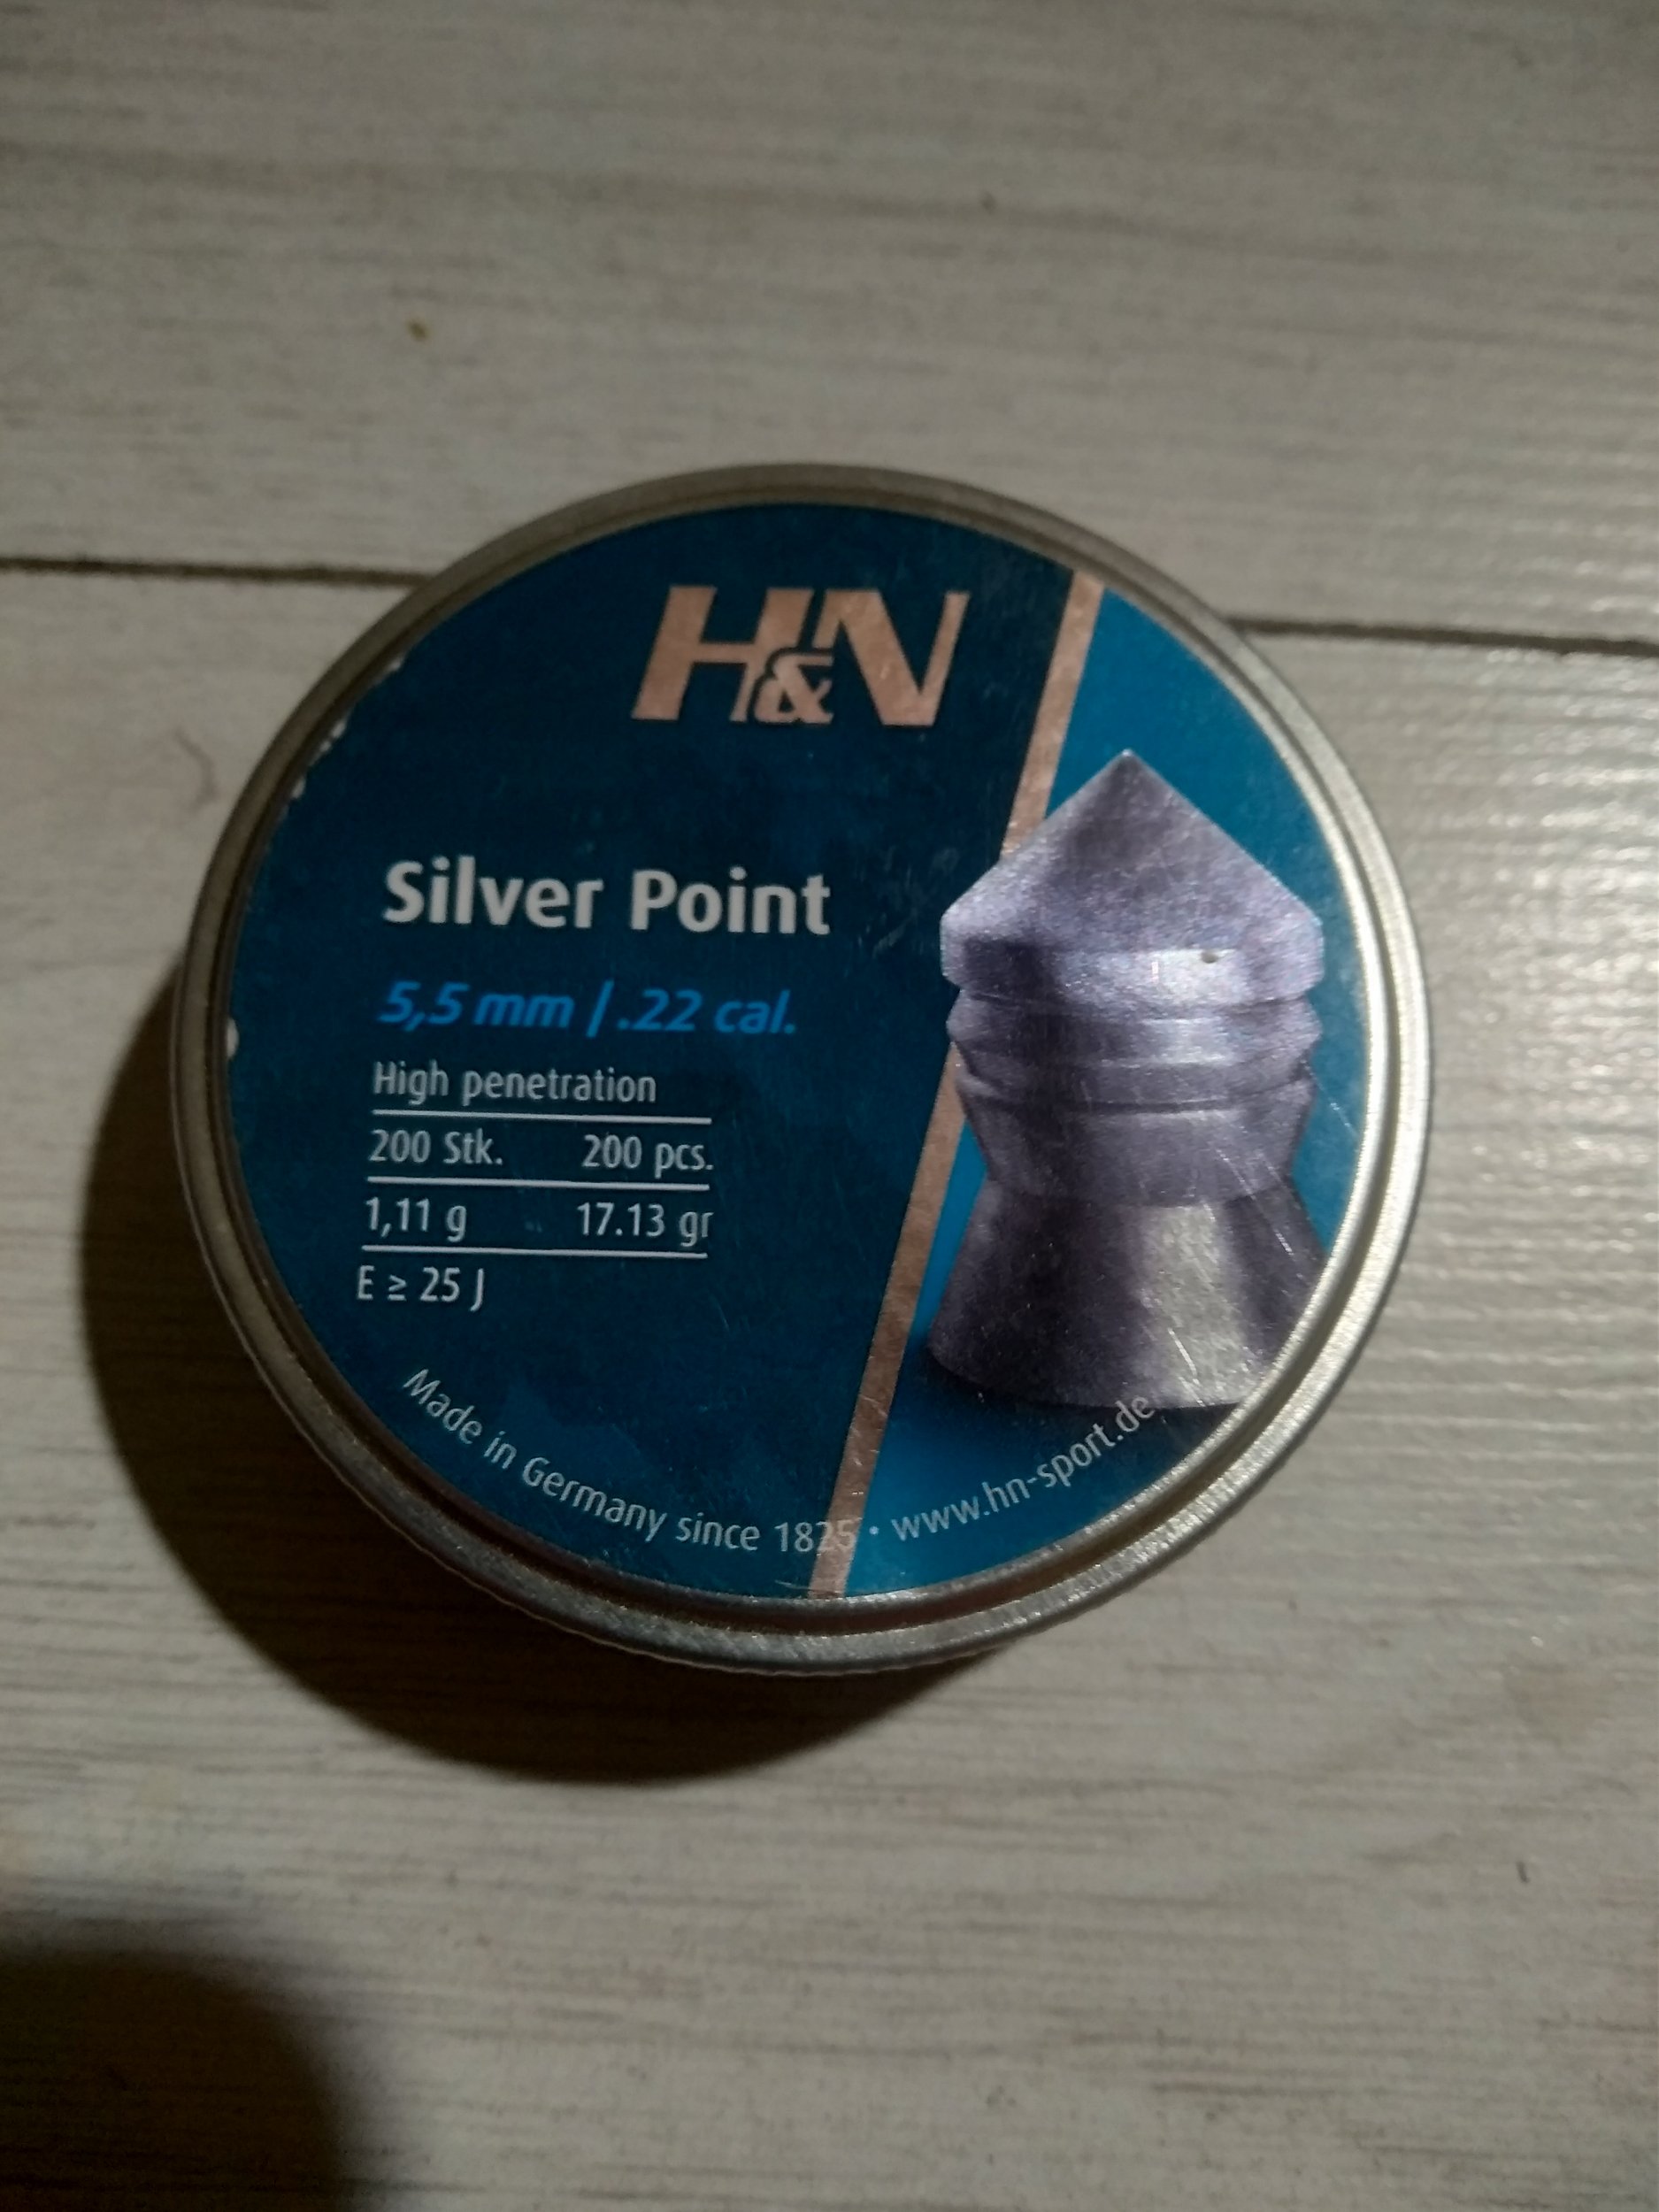 H&N
Silver Point
5,5 mm / .22 cal.
High penetration
200 Stk. 200 pcs.
1,11 g 17.13 gr
E ≥ 25 J
Made in Germany since 1825 • www.hn-sport.de